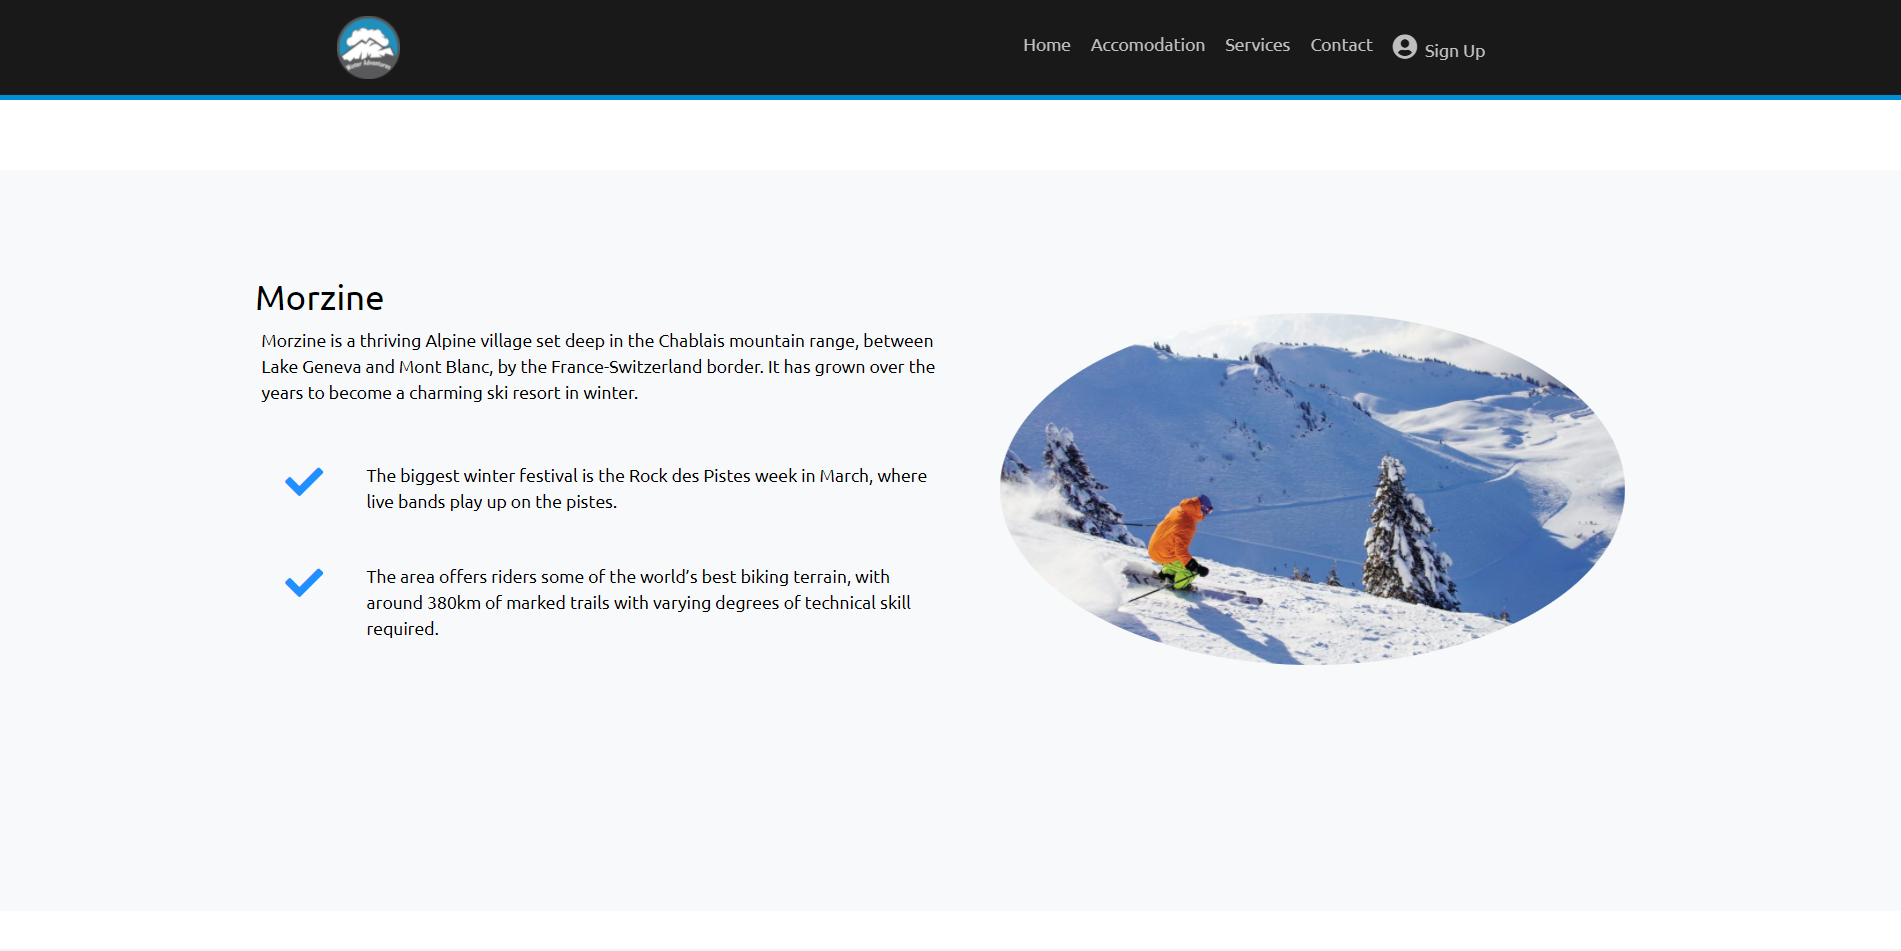 Winter Adventures
Home Accomodation Services Contact Sign Up
Morzine
Morzine is a thriving Alpine village set deep in the Chablais mountain range, between
Lake Geneva and Mont Blanc, by the France-Switzerland border. It has grown over the
years to become a charming ski resort in winter.
The biggest winter festival is the Rock des Pistes week in March, where
live bands play up on the pistes.
The area offers riders some of the world’s best biking terrain, with
around 380km of marked trails with varying degrees of technical skill
required.